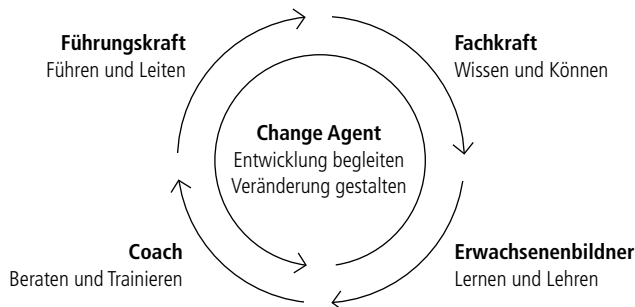 Führungskraft
Führen und Leiten
Fachkraft
Wissen und Können
Change Agent
Entwicklung begleiten
Veränderung gestalten
Coach
Beraten und Trainieren
Erwachsenenbildner
Lernen und Lehren